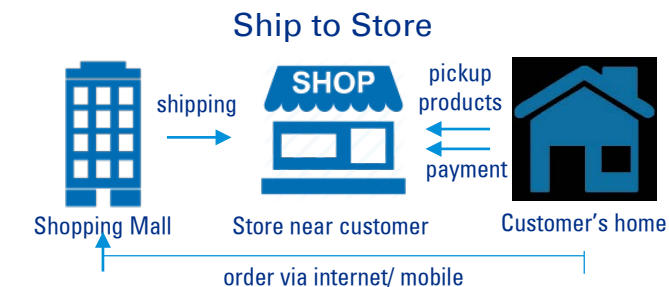 Ship to Store
SHOP
pickup
products
shipping
payment
Shopping Mall
Store near customer
Customer's home
order via internet/ mobile